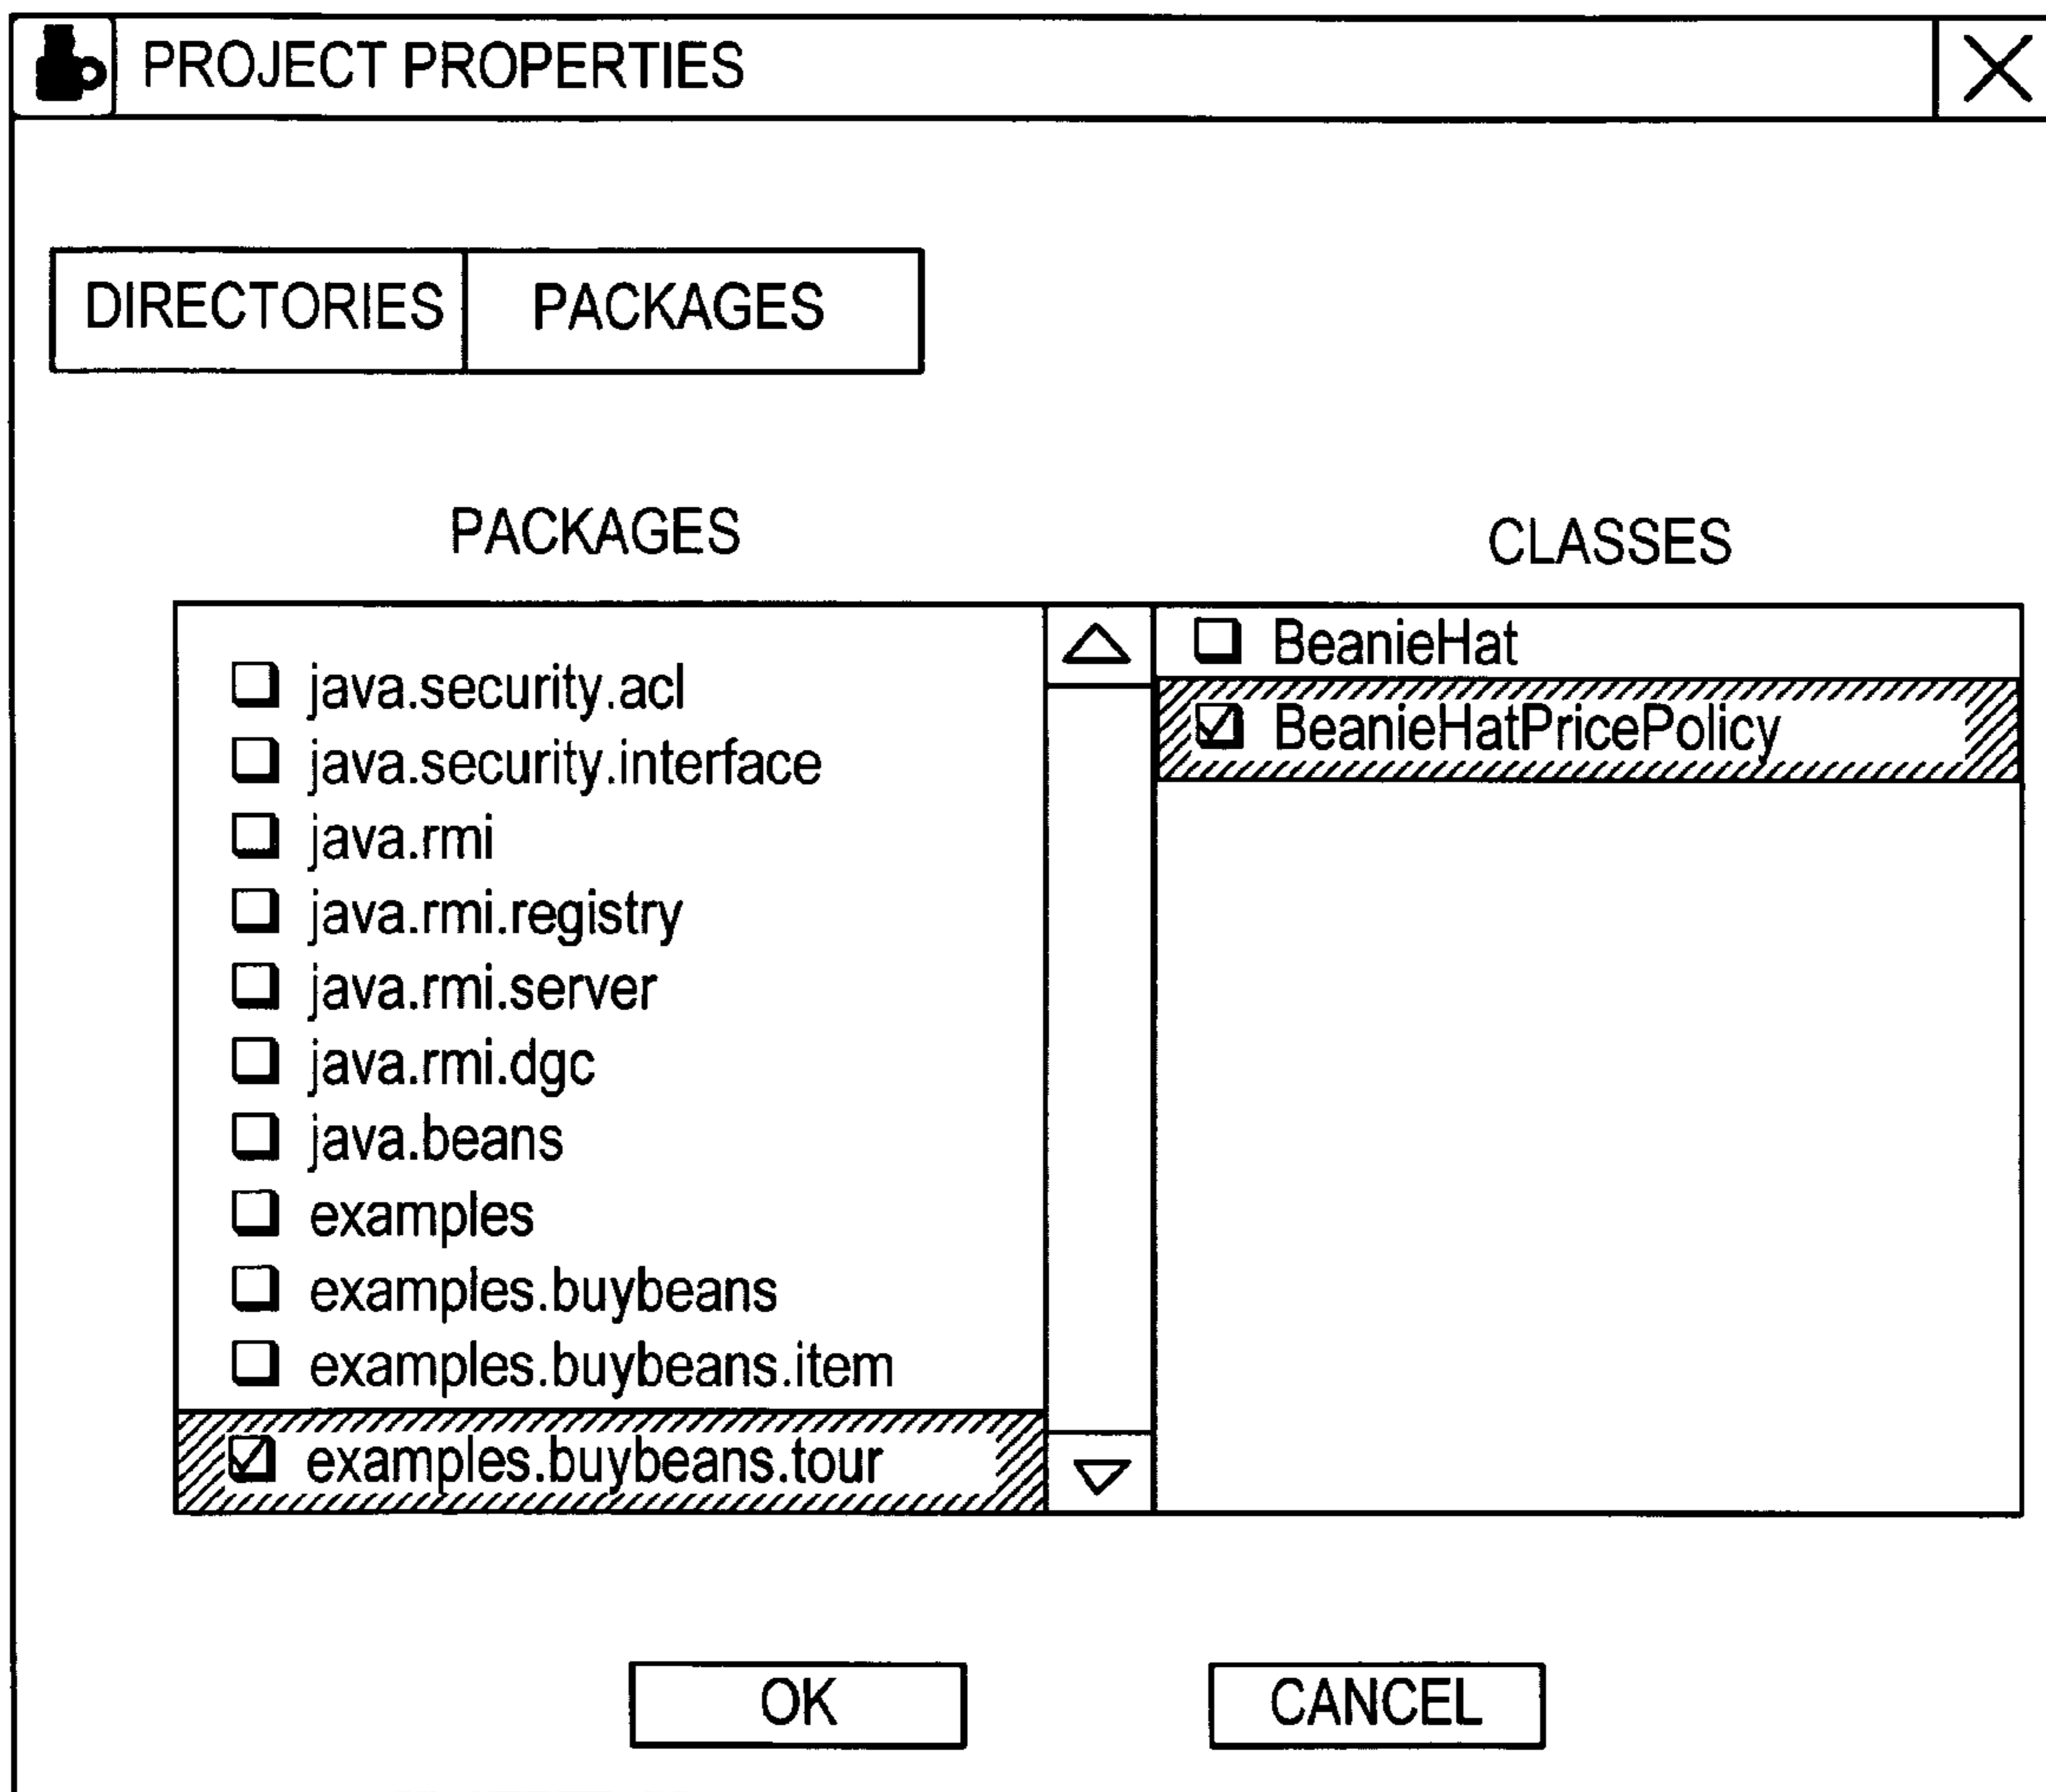 PROJECT PROPERTIES
DIRECTORIES
PACKAGES
PACKAGES
java.security.acl
java.security.interface
java.rmi
java.rmi.registry
java.rmi.server
java.rmi.dgc
java.beans
examples
examples.buybeans
examples.buybeans.item
examples.buybeans.tour
CLASSES
BeanieHat
BeanieHatPricePolicy
OK
CANCEL